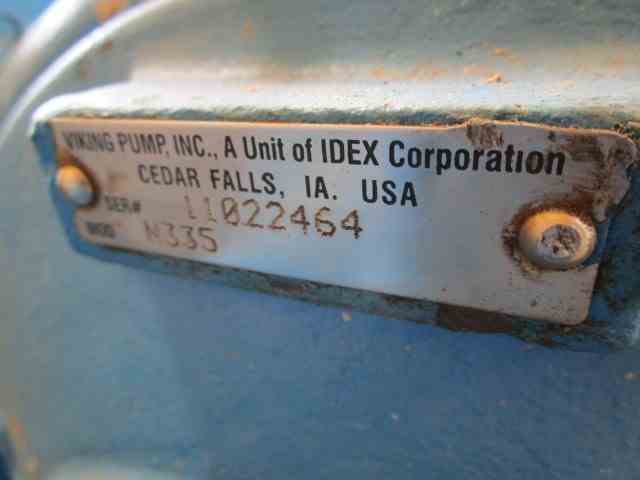 VIKING PUMP, INC., A Unit of IDEX Corporation
CEDAR FALLS, IA. USA
SER# 11022464
MOD N335